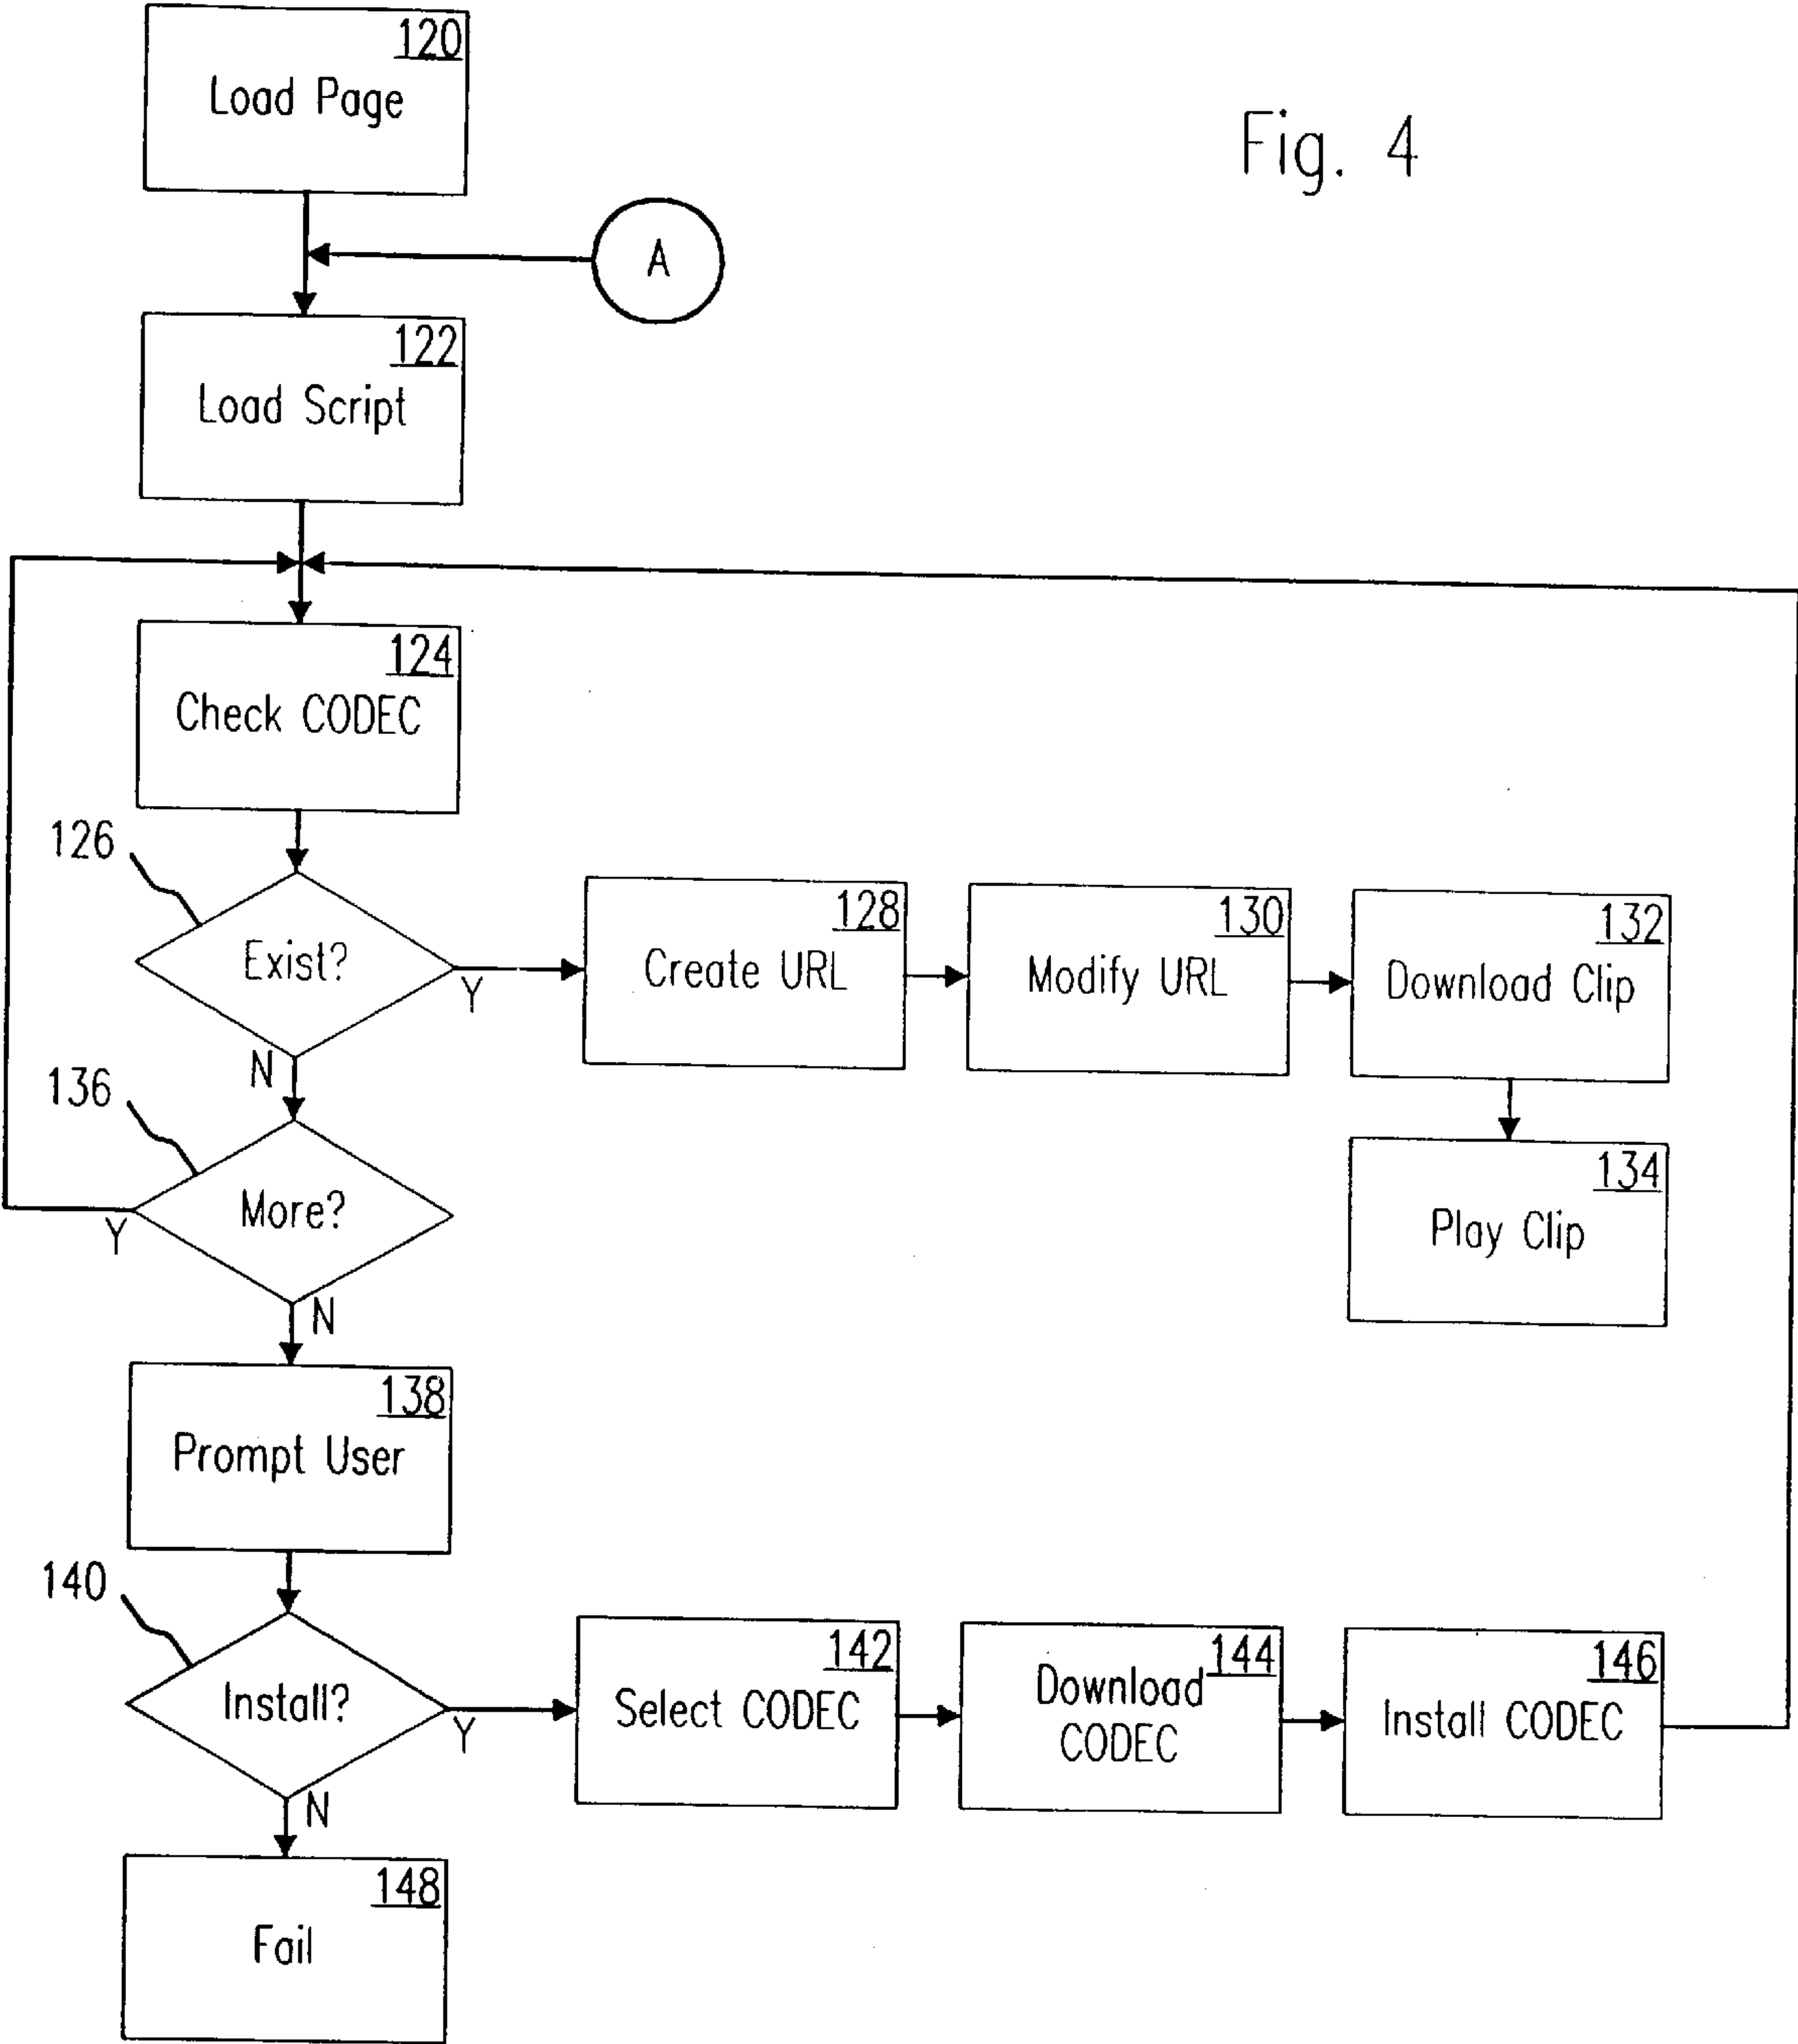 120
Load Page
Fig. 4
A
122
Load Script
124
Check CODEC
126
Exist?
Y
N
128
Create URL
130
Modify URL
132
Download Clip
134
Play Clip
136
More?
Y
N
138
Prompt User
140
Install?
Y
N
142
Select CODEC
144
Download
CODEC
146
Install CODEC
148
Fail